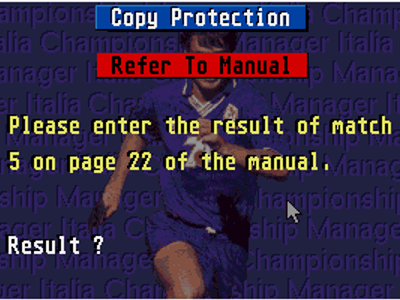 Copy Protection
Refer To Manual
Please enter the result of match
5 on page 22 of the manual.
Result ?